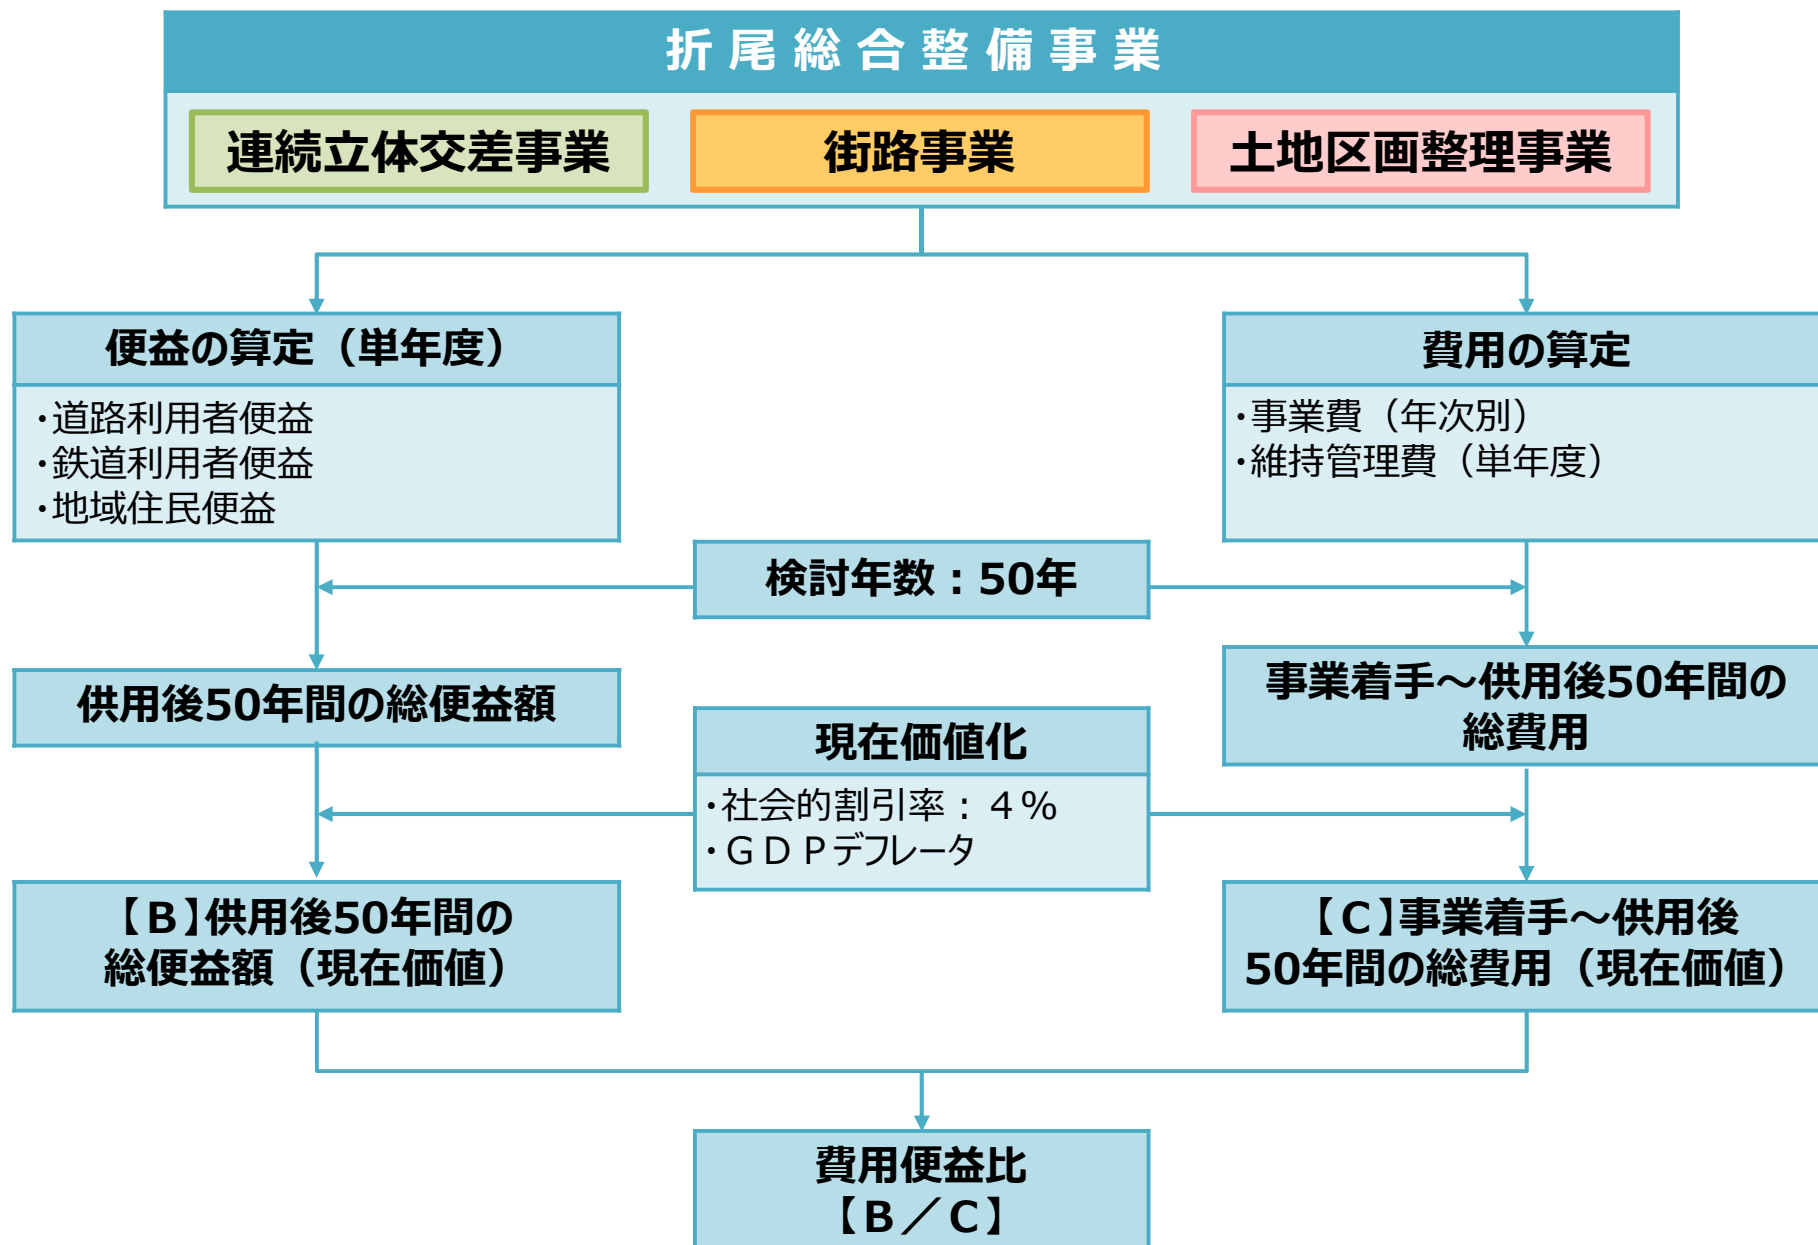 折尾総合整備事業
連続立体交差事業
街路事業
土地区画整理事業
便益の算定（単年度）
・道路利用者便益
・鉄道利用者便益
・地域住民便益
費用の算定
・事業費（年次別）
・維持管理費（単年度）
検討年数：50年
供用後50年間の総便益額
事業着手～供用後50年間の
総費用
現在価値化
・社会的割引率：４％
・ＧＤＰデフレータ
【Ｂ】供用後50年間の
総便益額（現在価値）
【Ｃ】事業着手～供用後
50年間の総費用（現在価値）
費用便益比
【Ｂ／Ｃ】